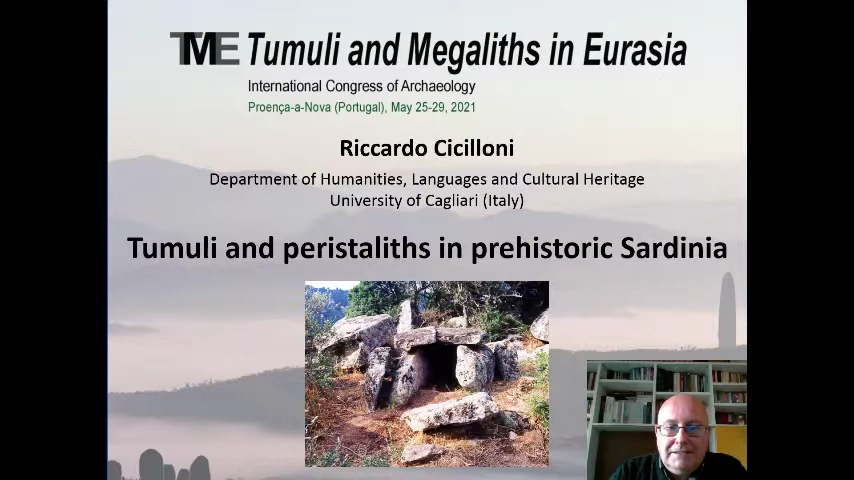 TME Tumuli and Megaliths in Eurasia
International Congress of Archaeology
Proença-a-Nova (Portugal), May 25-29, 2021
Riccardo Cicilloni
Department of Humanities, Languages and Cultural Heritage
University of Cagliari (Italy)
Tumuli and peristaliths in prehistoric Sardinia